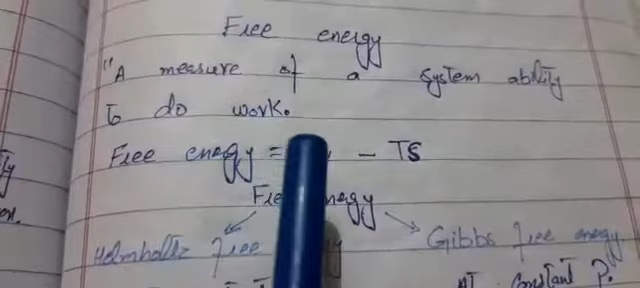 Free energy
"A measure of a system ability
to do work.
Free energy = - TS
Free
Helmholtz free
Gibbs free energy
At constant P.